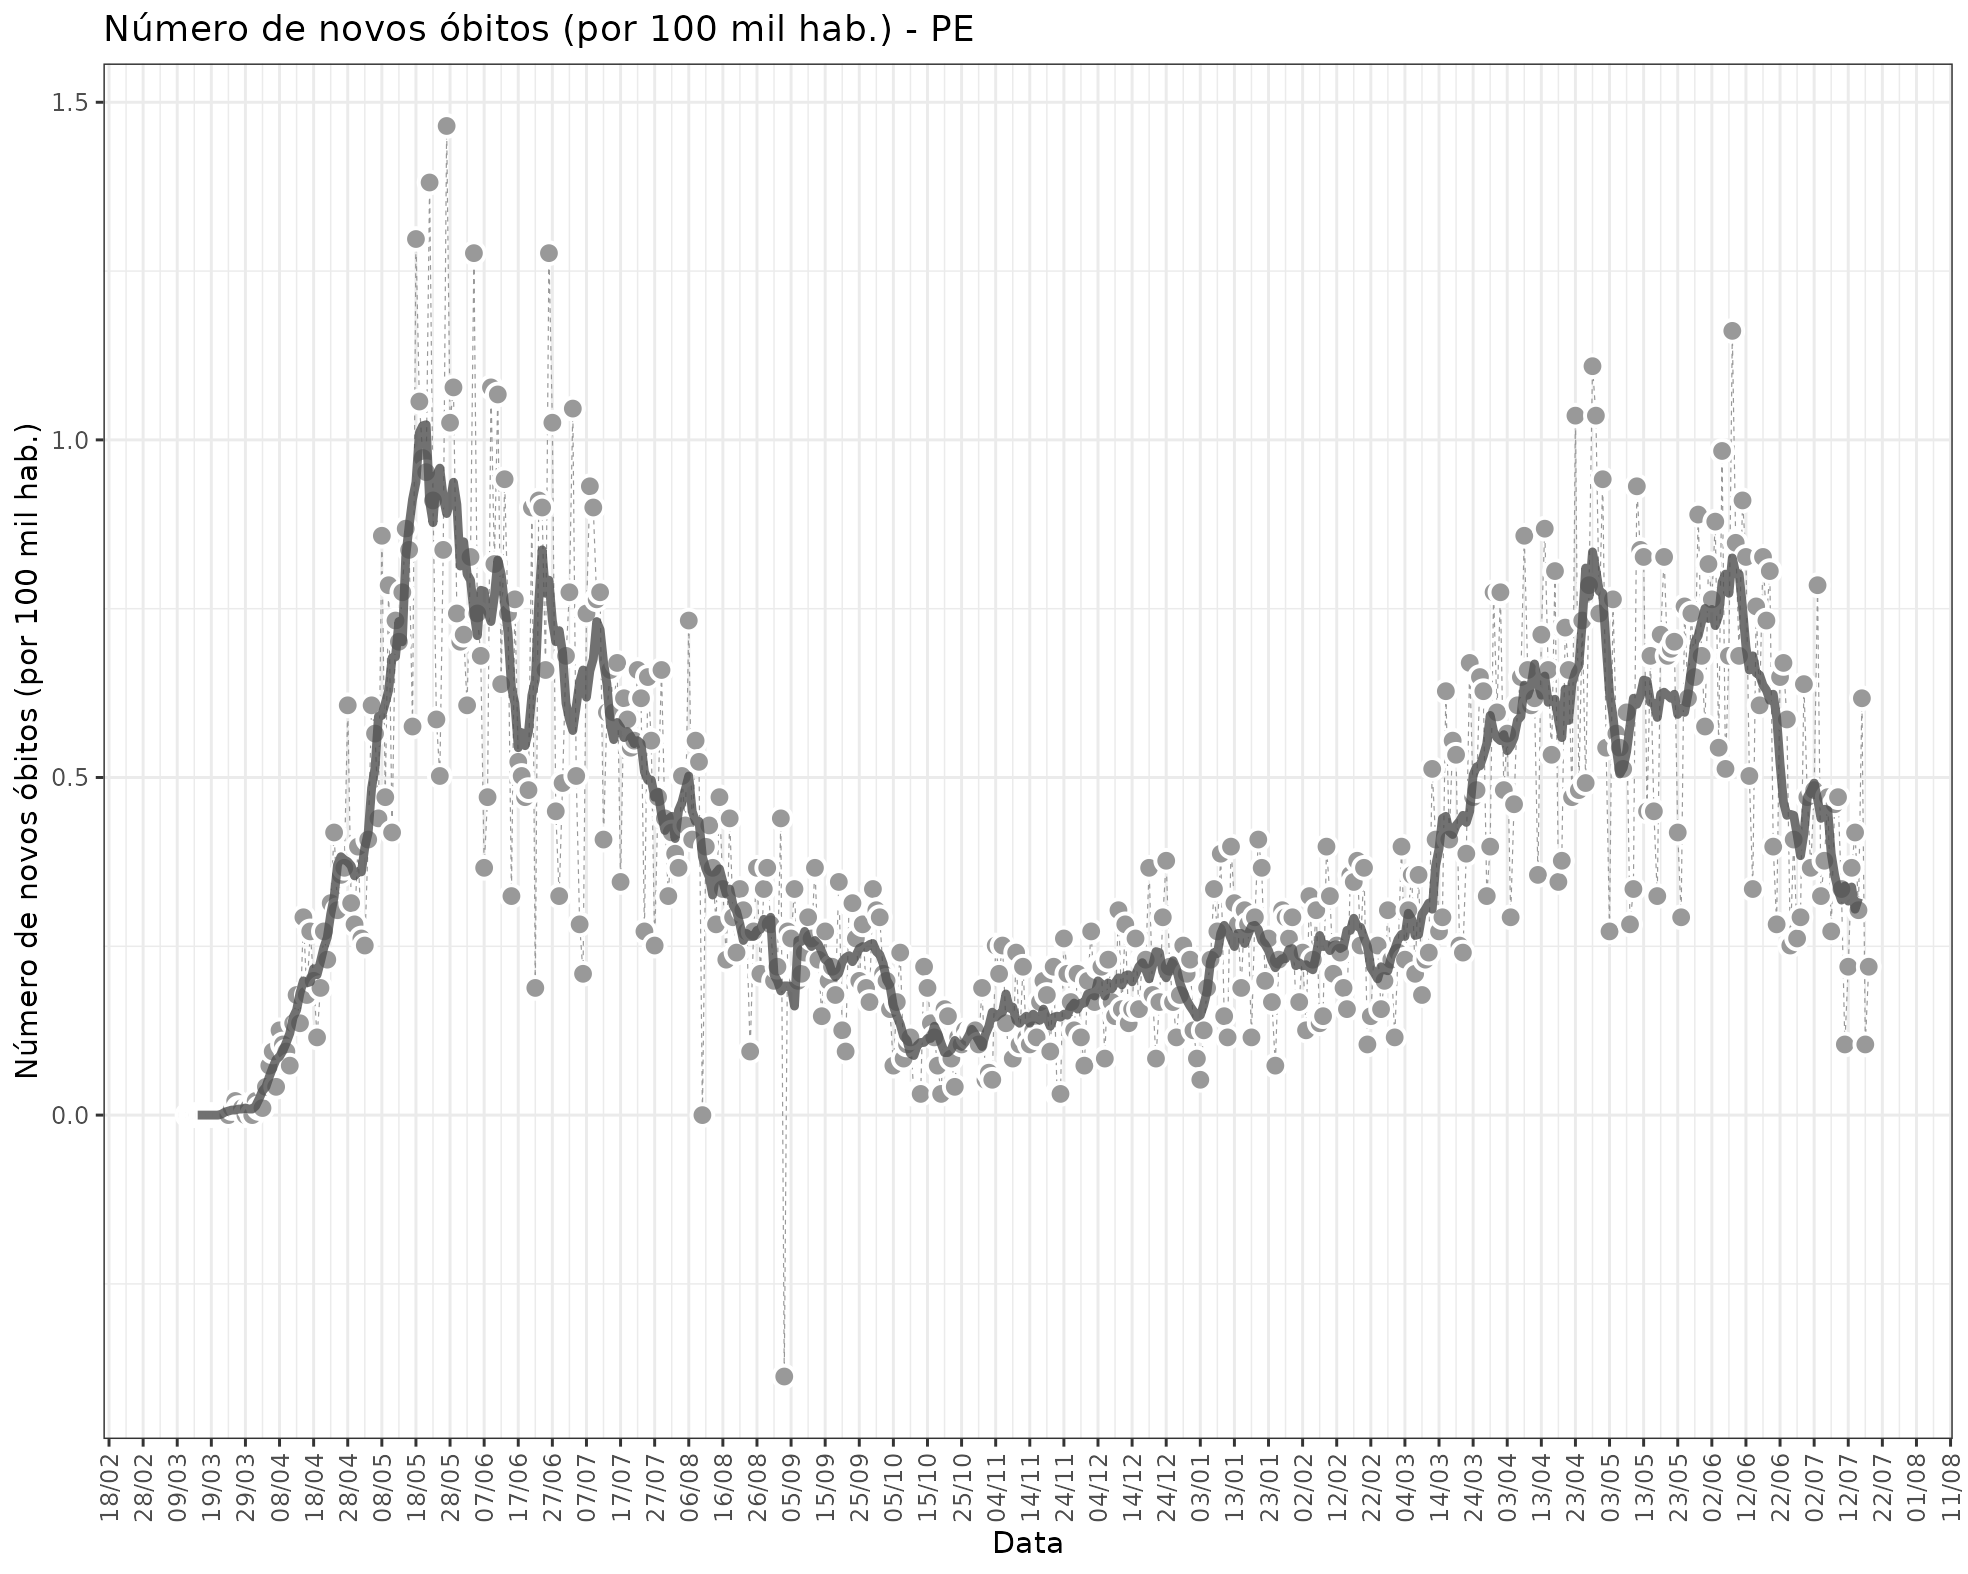 Número de novos óbitos (por 100 mil hab.) - PE
Número de novos óbitos (por 100 mil hab.)
1.5
1.0
0.5
0.0
18/02 28/02 09/03 19/03 29/03 08/04 18/04 28/04 08/05 18/05 28/05 07/06 17/06 27/06 07/07 17/07 27/07 06/08 16/08 26/08 05/09 15/09 25/09 05/10 15/10 25/10 04/11 14/11 24/11 04/12 14/12 24/12 03/01 13/01 23/01 02/02 12/02 22/02 04/03 14/03 24/03 03/04 13/04 23/04 03/05 13/05 23/05 02/06 12/06 22/06 02/07 12/07 22/07 01/08 11/08
Data